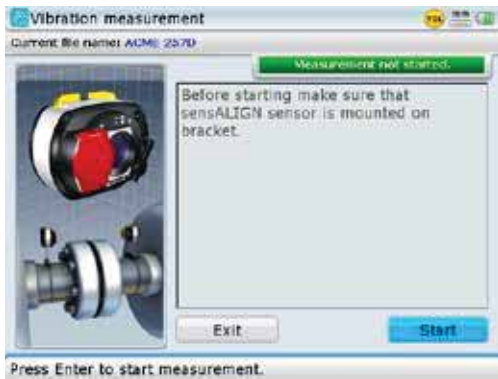 Vibration measurement
Current file name: ACME 257D
Measurement not started.
Before starting make sure that
sensALIGN sensor is mounted on
bracket.
Exit
Start
Press Enter to start measurement.